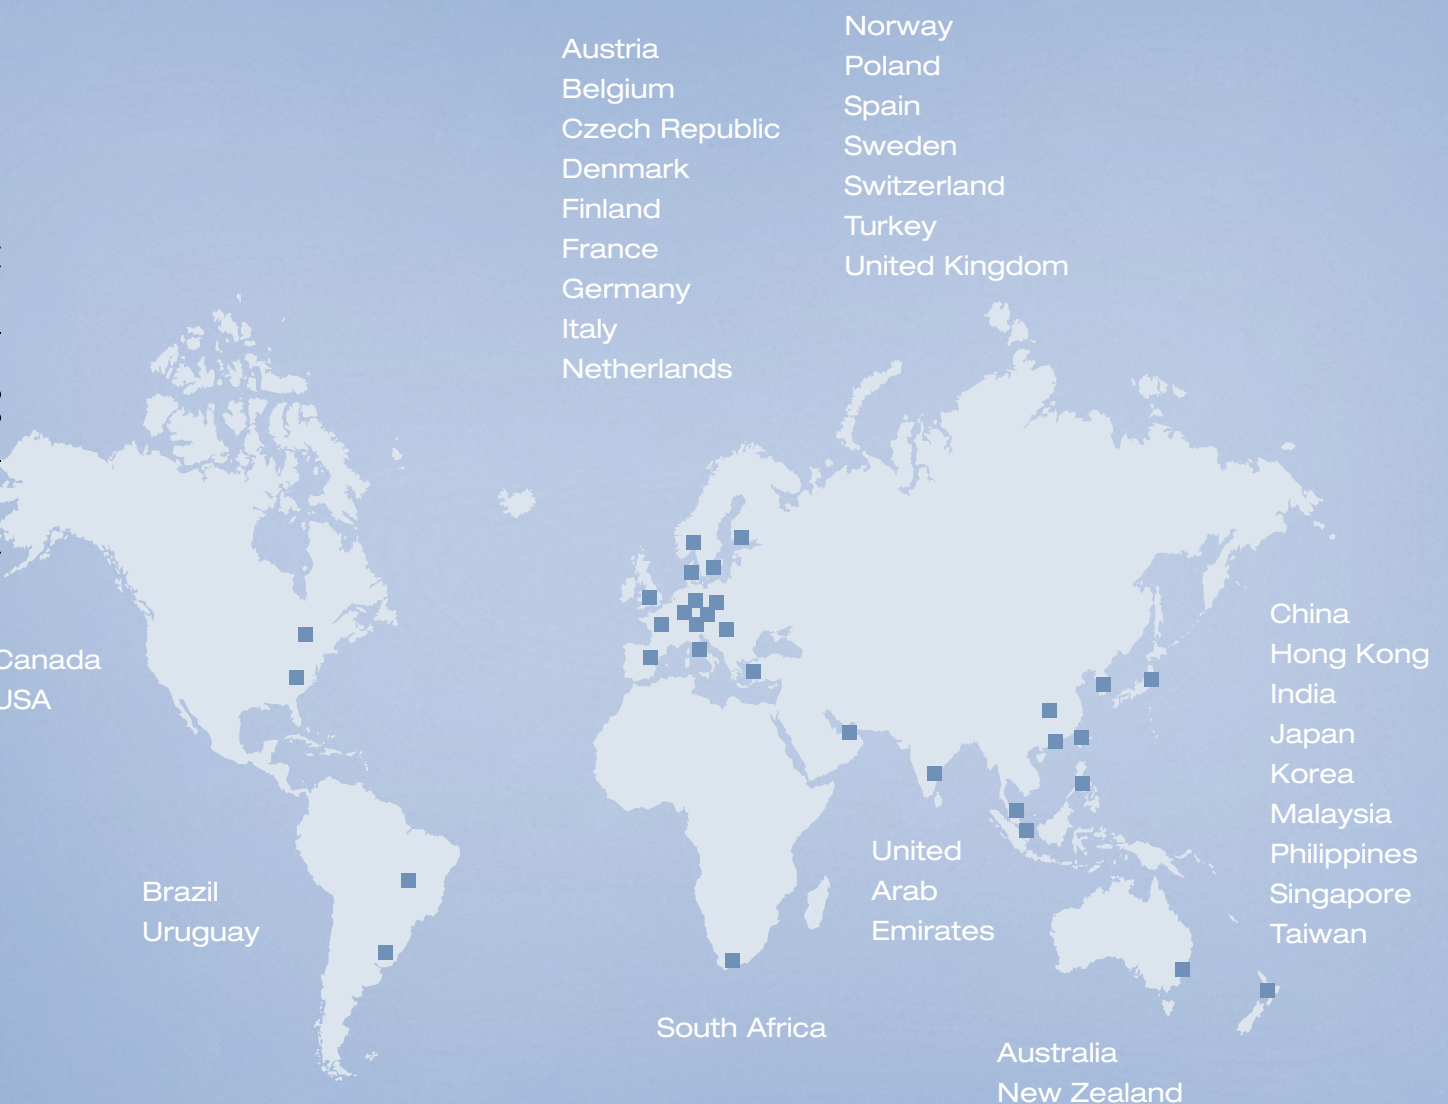 Austria
Belgium
Czech Republic
Denmark
Finland
France
Germany
Italy
Netherlands
Norway
Poland
Spain
Sweden
Switzerland
Turkey
United Kingdom
Canada
USA
Brazil
Uruguay
United
Arab
Emirates
South Africa
China
Hong Kong
India
Japan
Korea
Malaysia
Philippines
Singapore
Taiwan
Australia
New Zealand